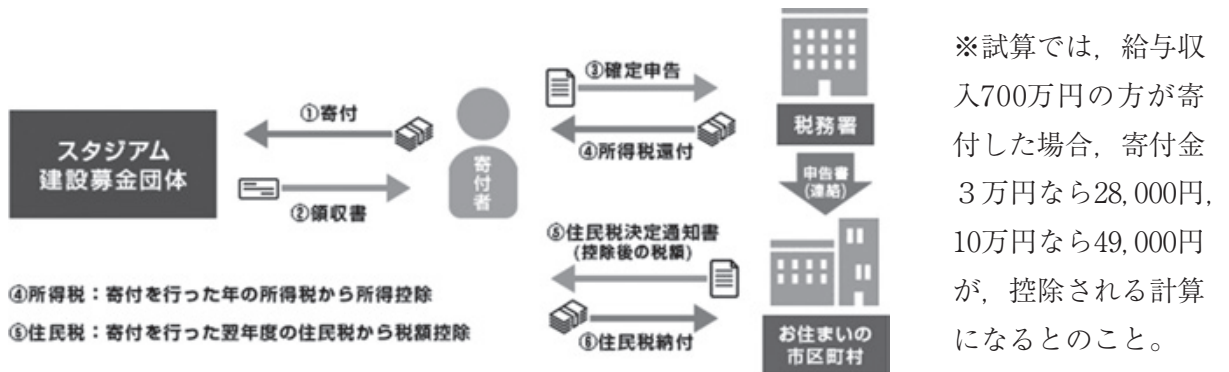 スタジアム
建設募金団体
①寄付
②領収書
寄付者
③確定申告
④所得税還付
税務署
申告書
(連絡)
⑤住民税決定通知書
(控除後の税額)
⑥住民税納付
お住まいの
市区町村
④所得税：寄付を行った年の所得税から所得控除
⑤住民税：寄付を行った翌年度の住民税から税額控除
※試算では，給与収
入700万円の方が寄
付した場合，寄付金
３万円なら28,000円，
10万円なら49,000円
が，控除される計算
になるとのこと。